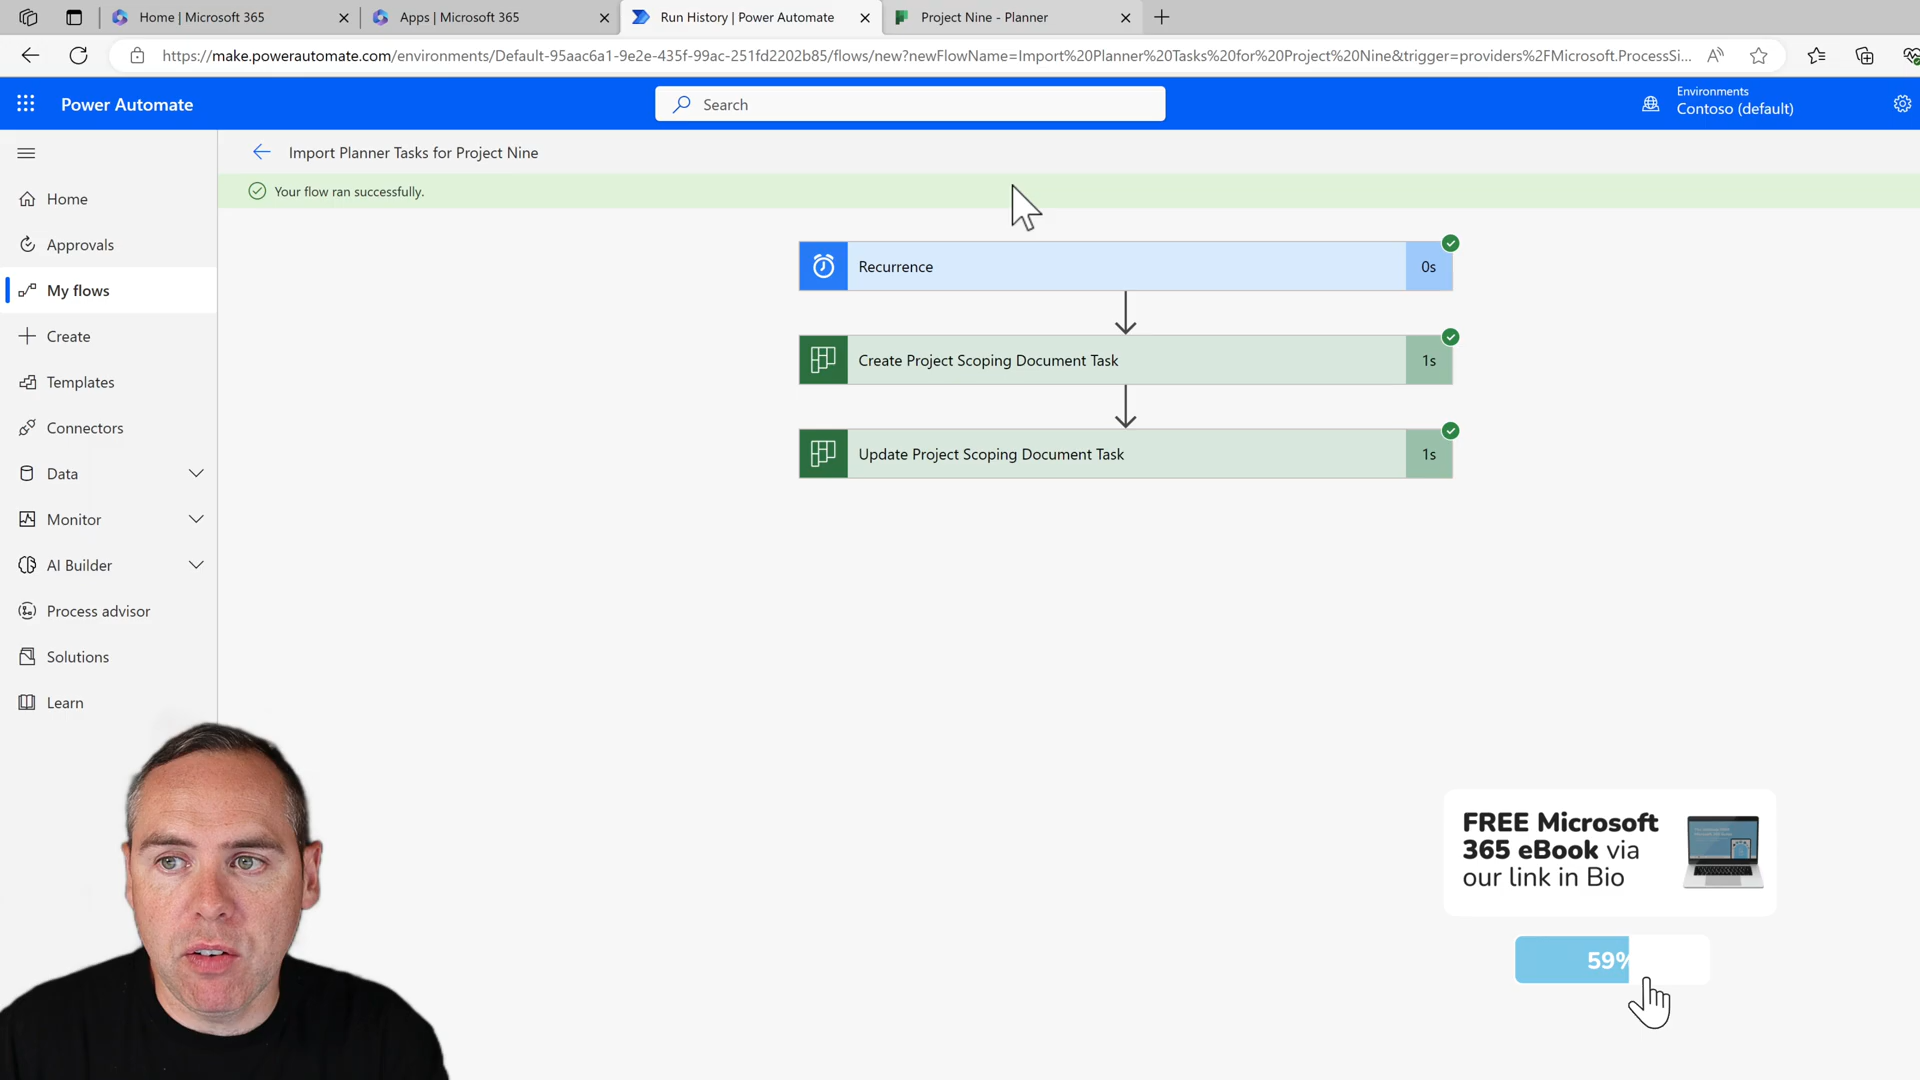 Home | Microsoft 365
Apps | Microsoft 365
Run History | Power Automate
Project Nine - Planner
https://make.powerautomate.com/environments/Default-95aac6a1-9e2e-435f-99ac-251fd2202b85/flows/new?newFlowName=Import%20Planner%20Tasks%20for%20Project%20Nine&trigger=providers%2FMicrosoft.ProcessSi...
Power Automate
Search
Environments
Contoso (default)
Import Planner Tasks for Project Nine
Your flow ran successfully.
Home
Approvals
My flows
Create
Templates
Connectors
Data
Monitor
AI Builder
Process advisor
Solutions
Learn
Recurrence
0s
Create Project Scoping Document Task
1s
Update Project Scoping Document Task
1s
FREE Microsoft
365 eBook via
our link in Bio
59%